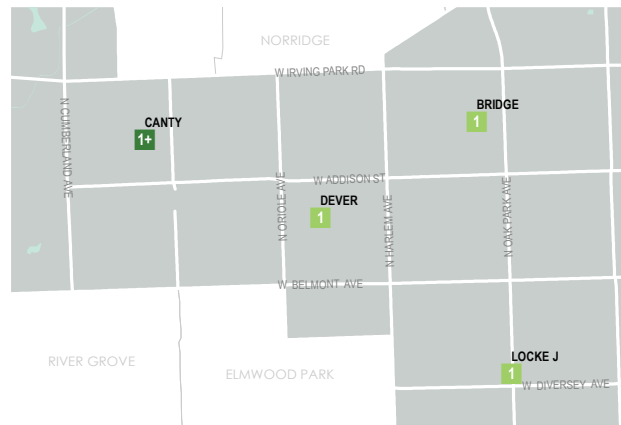 NORRIDGE
W IRVING PARK RD
N CUMBERLAND AVE
CANTY
1+
BRIDGE
1
W ADDISON ST
DEVER
1
N ORIOLE AVE
N HARLEM AVE
N OAK PARK AVE
W BELMONT AVE
RIVER GROVE
ELMWOOD PARK
LOCKE J
1
W DIVERSEY AVE